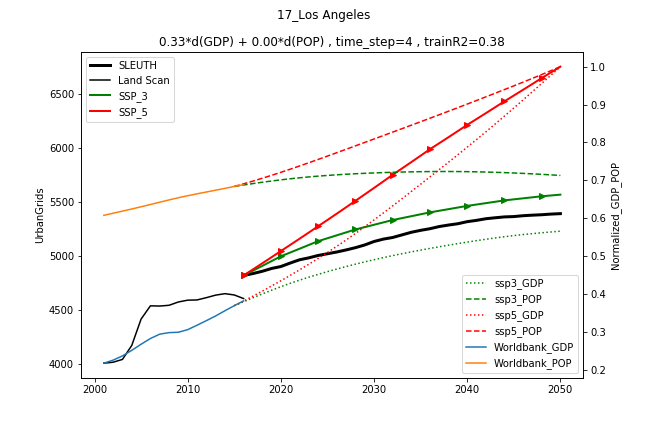 17_Los Angeles
0.33*d(GDP) + 0.00*d(POP) , time_step=4 , trainR2=0.38
SLEUTH
Land Scan
SSP_3
SSP_5
6500
6000
5500
5000
4500
4000
UrbanGrids
1.0
0.9
0.8
0.7
0.6
0.5
0.4
0.3
0.2
Normalized_GDP_POP
ssp3_GDP
ssp3_POP
ssp5_GDP
ssp5_POP
Worldbank_GDP
Worldbank_POP
2000 2010 2020 2030 2040 2050